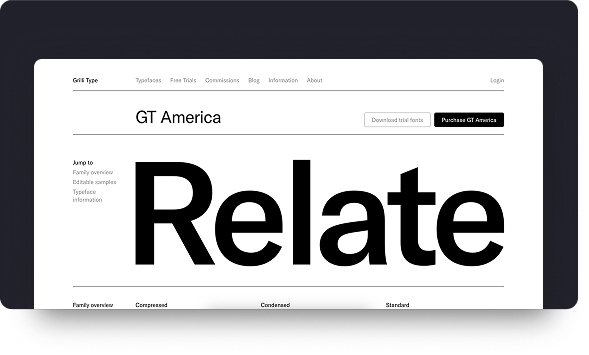 Grilli Type
Typefaces Free Trials Commissions Blog Information About
Login
GT America
Download trial fonts
Purchase GT America
Jump to
Family overview
Editable samples
Typeface
information
Relate
Family overview
Compressed
Condensed
Standard